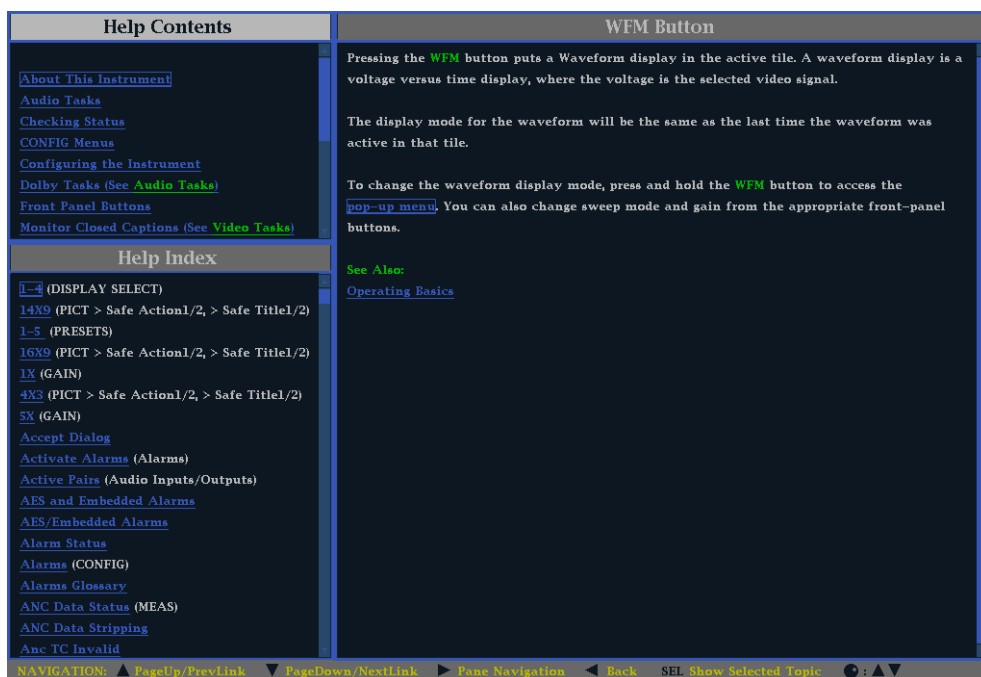 Help Contents
About This Instrument
Audio Tasks
Checking Status
CONFIG Menus
Configuring the Instrument
Dolby Tasks (See Audio Tasks)
Front Panel Buttons
Monitor Closed Captions (See Video Tasks)
Help Index
1-4 (DISPLAY SELECT)
14X9 (PICT > Safe Action1/2, > Safe Title1/2)
1-5 (PRESETS)
16X9 (PICT > Safe Action1/2, > Safe Title1/2)
1X (GAIN)
4X3 (PICT > Safe Action1/2, > Safe Title1/2)
5X (GAIN)
Accept Dialog
Activate Alarms (Alarms)
Active Pairs (Audio Inputs/Outputs)
AES and Embedded Alarms
AES/Embedded Alarms
Alarm Status
Alarms (CONFIG)
Alarms Glossary
ANC Data Status (MEAS)
ANC Data Stripping
Anc TC Invalid
WFM Button
Pressing the WFM button puts a Waveform display in the active tile. A waveform display is a
voltage versus time display, where the voltage is the selected video signal.
The display mode for the waveform will be the same as the last time the waveform was
active in that tile.
To change the waveform display mode, press and hold the WFM button to access the
pop-up menu. You can also change sweep mode and gain from the appropriate front-panel
buttons.
See Also:
Operating Basics
NAVIGATION: ▲ PageUp/PrevLink ▼ PageDown/NextLink ► Pane Navigation ◄ Back SEL Show Selected Topic : ▲▼